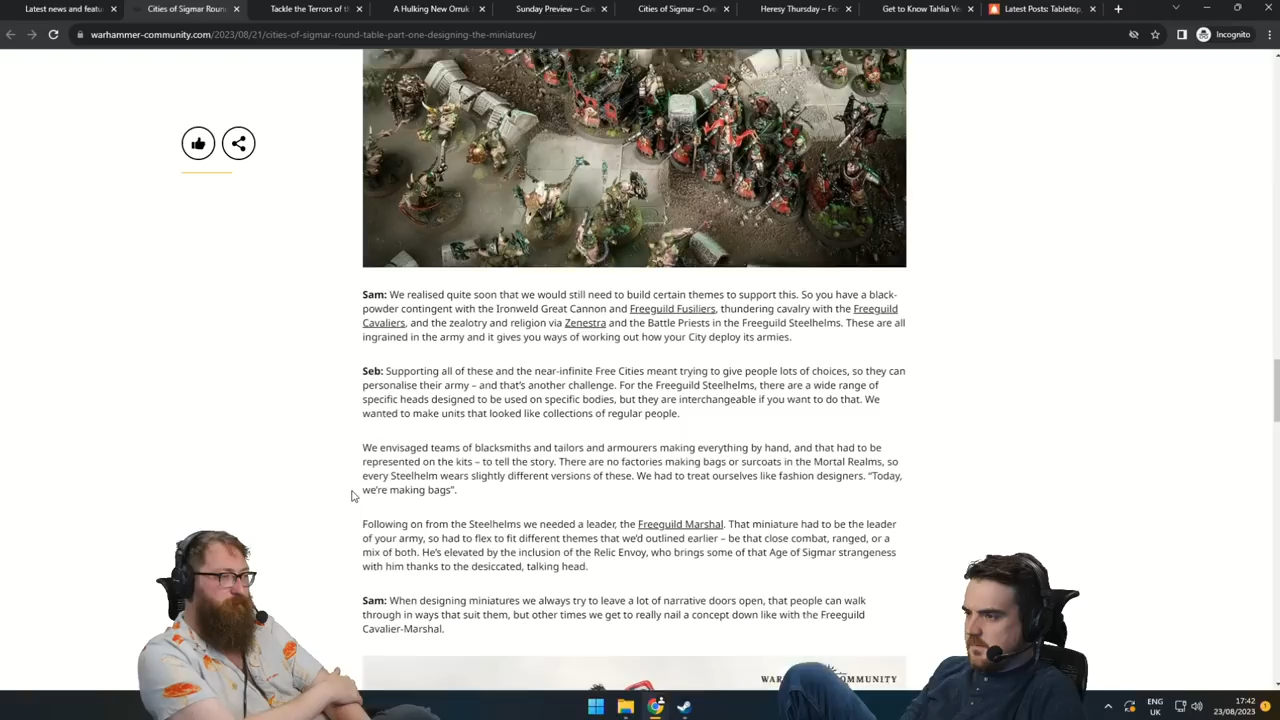 Latest news and featu
Cities of Sigmar Roun
Tackle the Terrors of th
A Hulking New Orruk
Sunday Preview – Car
Cities of Sigmar – Ove
Heresy Thursday – Fo
Get to Know Tahlia Ve
Latest Posts: Tabletop,
warhammer-community.com/2023/08/21/cities-of-sigmar-round-table-part-one-designing-the-miniatures/
Incognito
Sam: We realised quite soon that we would still need to build certain themes to support this. So you have a black-
powder contingent with the Ironweld Great Cannon and Freeguild Fusiliers, thundering cavalry with the Freeguild
Cavaliers, and the zealotry and religion via Zenestra and the Battle Priests in the Freeguild Steelhelms. These are all
ingrained in the army and it gives you ways of working out how your City deploy its armies.
Seb: Supporting all of these and the near-infinite Free Cities meant trying to give people lots of choices, so they can
personalise their army – and that's another challenge. For the Freeguild Steelhelms, there are a wide range of
specific heads designed to be used on specific bodies, but they are interchangeable if you want to do that. We
wanted to make units that looked like collections of regular people.
We envisaged teams of blacksmiths and tailors and armourers making everything by hand, and that had to be
represented on the kits – to tell the story. There are no factories making bags or surcoats in the Mortal Realms, so
every Steelhelm wears slightly different versions of these. We had to treat ourselves like fashion designers. “Today,
we're making bags”.
Following on from the Steelhelms we needed a leader, the Freeguild Marshal. That miniature had to be the leader
of your army, so had to flex to fit different themes that we'd outlined earlier – be that close combat, ranged, or a
mix of both. He's elevated by the inclusion of the Relic Envoy, who brings some of that Age of Sigmar strangeness
with him thanks to the desiccated, talking head.
Sam: When designing miniatures we always try to leave a lot of narrative doors open, that people can walk
through in ways that suit them, but other times we get to really nail a concept down like with the Freeguild
Cavalier-Marshal.
WAR OMMUNITY
ENG
UK
17:42
23/08/2023